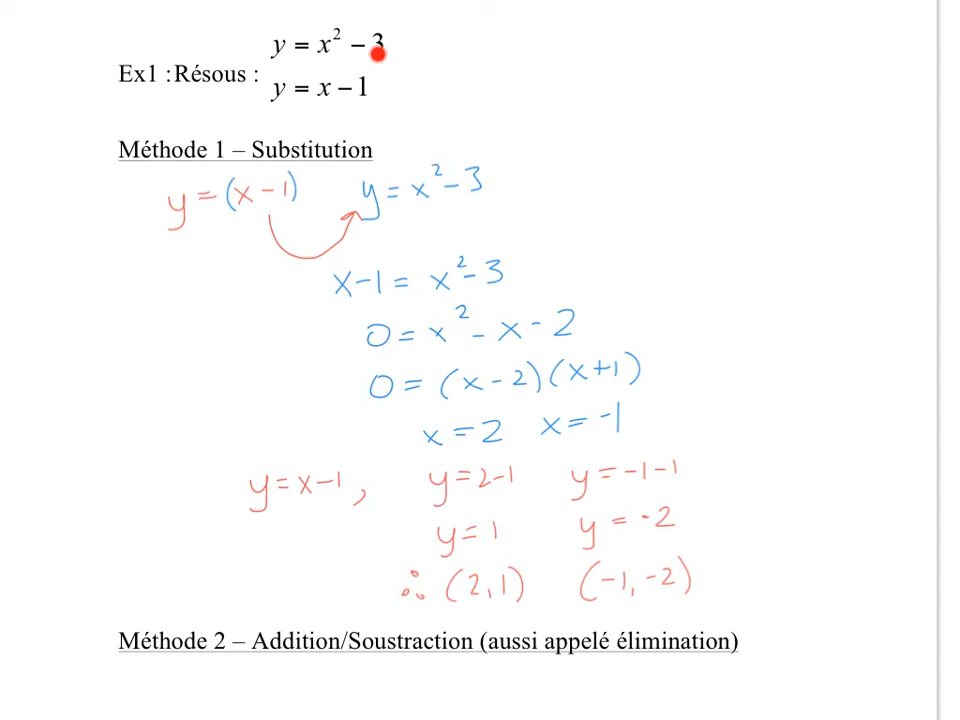 y = x² − 3
Ex1 : Résous :
y = x − 1
Méthode 1 – Substitution
y = (x − 1) y = x² − 3
x − 1 = x² − 3
0 = x² − x − 2
0 = (x − 2)(x + 1)
x = 2 x = −1
y = x − 1, y = 2 − 1 y = −1 − 1
y = 1 y = −2
∴ (2, 1) (−1, −2)
Méthode 2 – Addition/Soustraction (aussi appelé élimination)